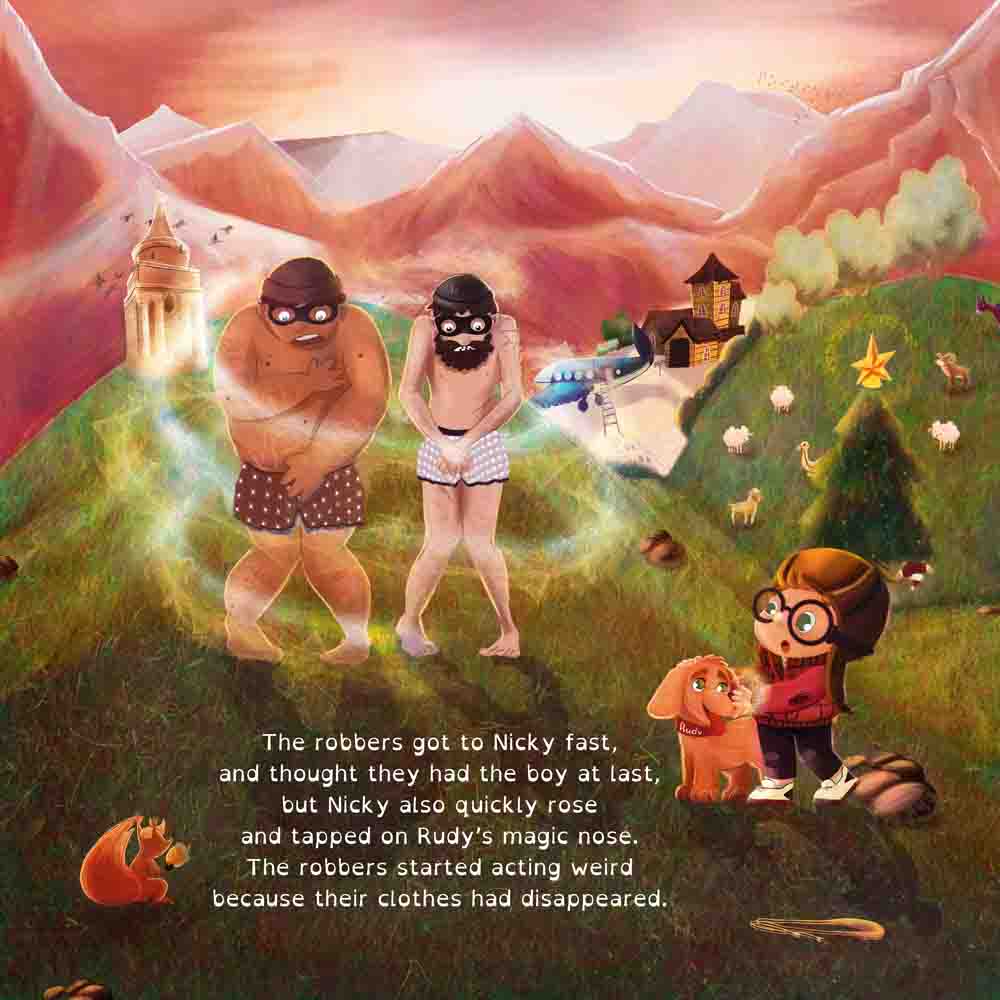 Rudy
The robbers got to Nicky fast,
and thought they had the boy at last,
but Nicky also quickly rose
and tapped on Rudy's magic nose.
The robbers started acting weird
because their clothes had disappeared.